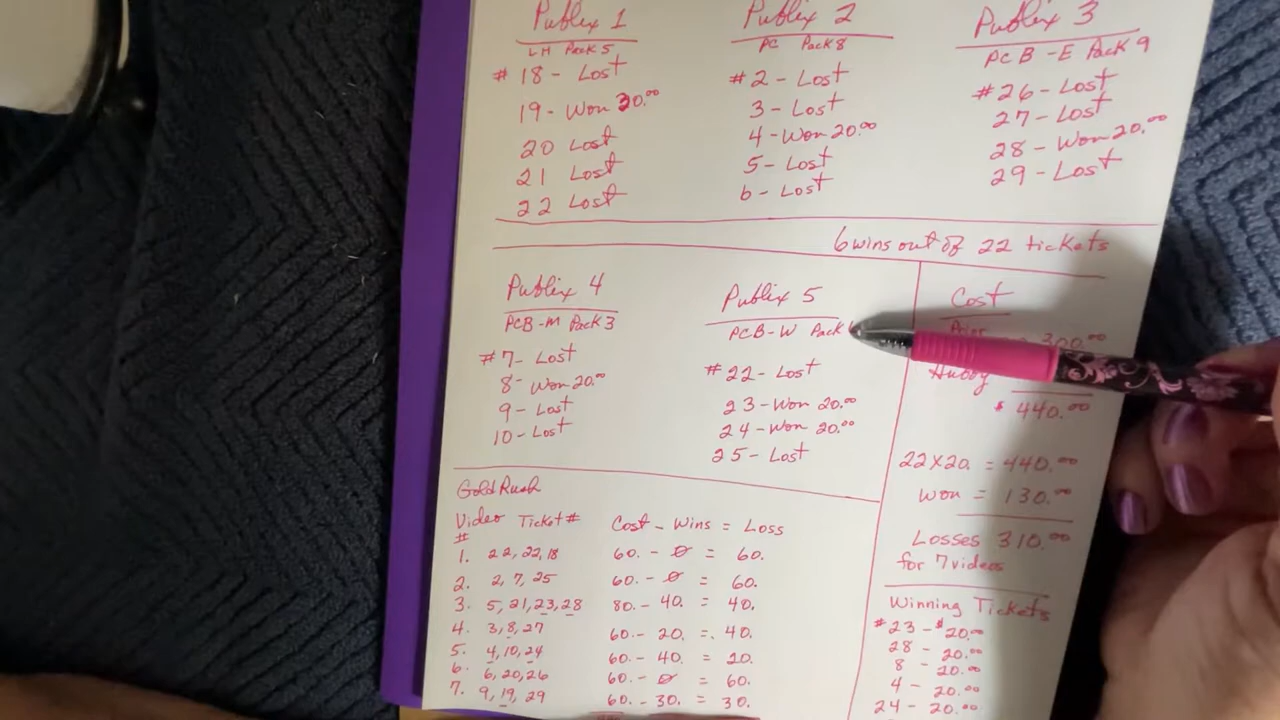 Publix 1
LH Pack 5
# 18 - Lost
19 - Won 30.00
20 Lost
21 Lost
22 Lost
Publix 2
PC Pack 8
# 2 - Lost
3 - Lost
4 - Won 20.00
5 - Lost
6 - Lost
Publix 3
PCB - E Pack 9
# 26 - Lost
27 - Lost
28 - Won 20.00
29 - Lost
6 wins out of 22 tickets
Publix 4
PCB - M Pack 3
# 7 - Lost
8 - Won 20.00
9 - Lost
10 - Lost
Publix 5
PCB - W Pack
# 22 - Lost
23 - Won 20.00
24 - Won 20.00
25 - Lost
Cost
Prior 300.00
Hubby
$ 440.00
22 X 20. = 440.00
Won = 130.00
Losses 310.00
for 7 videos
Gold Rush
Video # Ticket # Cost - Wins = Loss
1. 22, 22, 18 60. - 0 = 60.
2. 2, 7, 25 60. - 0 = 60.
3. 5, 21, 23, 28 80. - 40. = 40.
4. 3, 8, 27 60. - 20. = 40.
5. 4, 10, 24 60. - 40. = 20.
6. 6, 20, 26 60. - 0 = 60.
7. 9, 19, 29 60. - 30. = 30.
Winning Tickets
# 23 - $20.00
28 - 20.00
8 - 20.00
4 - 20.00
24 - 20.00